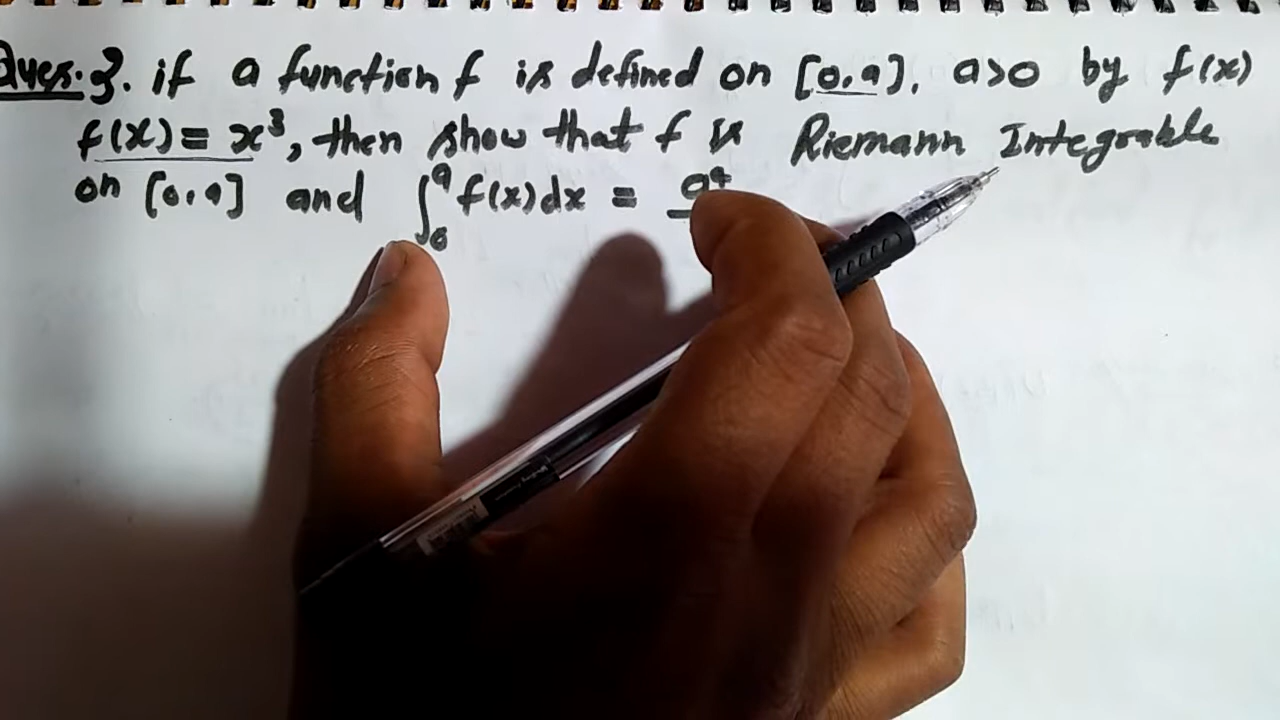 Ques.3. if a function f is defined on [0,a], a>0 by f(x)
f(x) = x³, then show that f is Riemann Integrable
on [0,a] and ∫₀ᵃ f(x)dx = a⁴